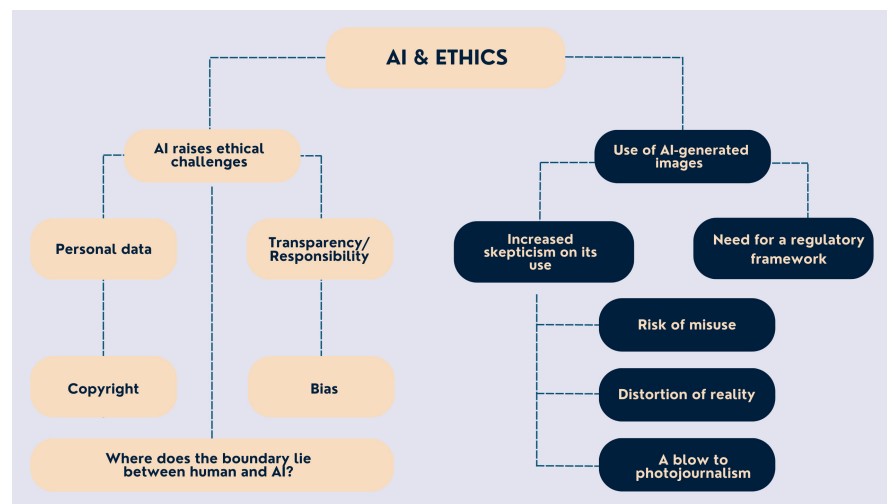 AI & ETHICS
AI raises ethical
challenges
Use of AI-generated
images
Personal data
Transparency/
Responsibility
Increased
skepticism on its
use
Need for a regulatory
framework
Risk of misuse
Copyright
Bias
Distortion of reality
Where does the boundary lie
between human and AI?
A blow to
photojournalism